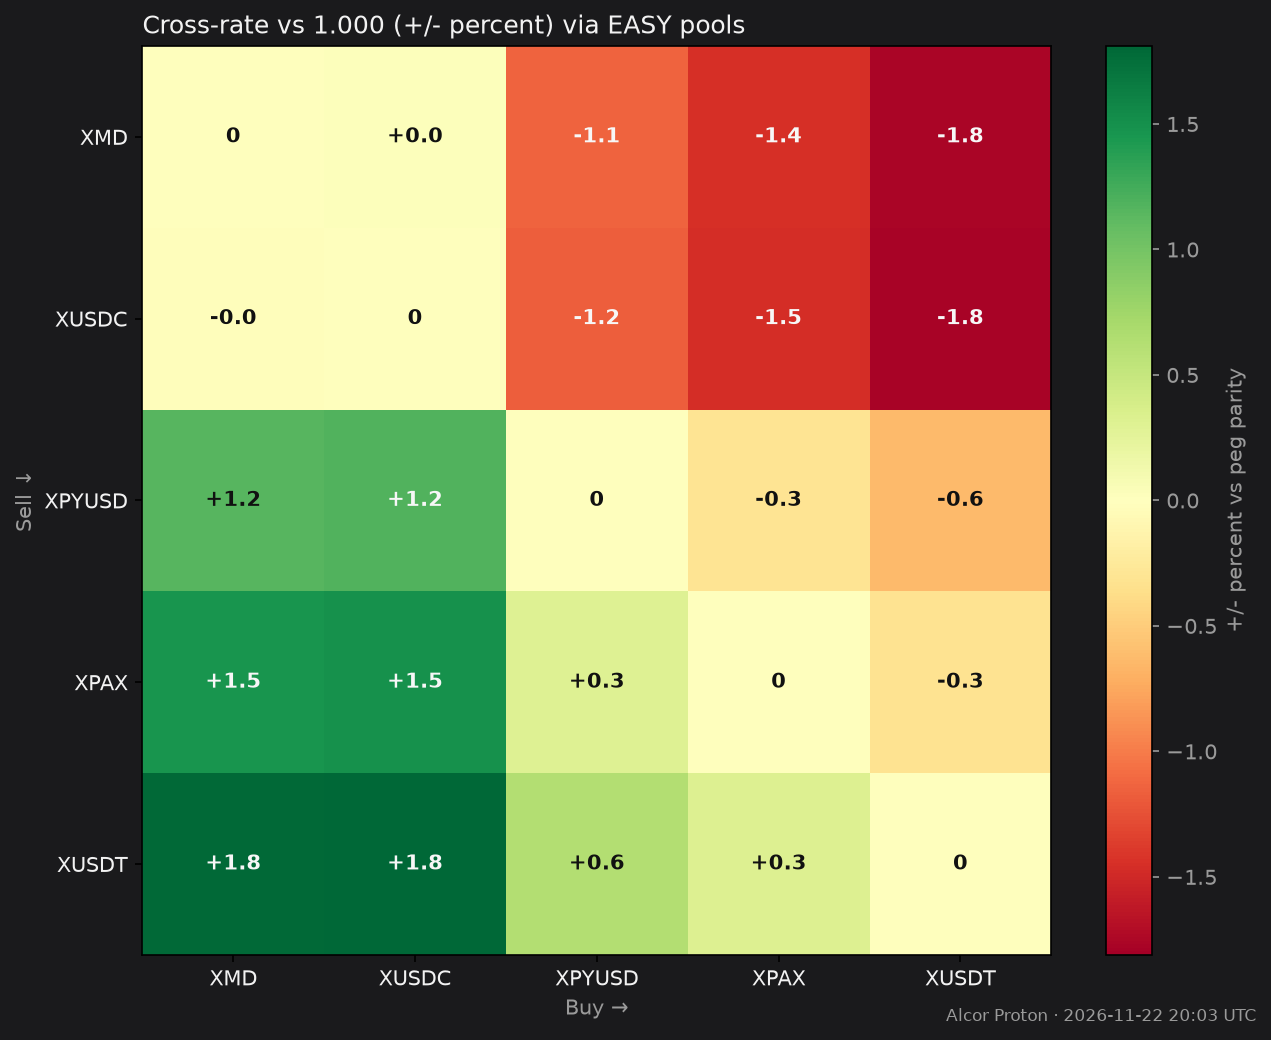 Cross-rate vs 1.000 (+/- percent) via EASY pools
XMD 0 +0.0 -1.1 -1.4 -1.8
XUSDC -0.0 0 -1.2 -1.5 -1.8
XPYUSD +1.2 +1.2 0 -0.3 -0.6
XPAX +1.5 +1.5 +0.3 0 -0.3
XUSDT +1.8 +1.8 +0.6 +0.3 0
XMD XUSDC XPYUSD XPAX XUSDT
Sell ↓
Buy →
1.5
1.0
0.5
0.0
−0.5
−1.0
−1.5
+/- percent vs peg parity
Alcor Proton · 2026-11-22 20:03 UTC